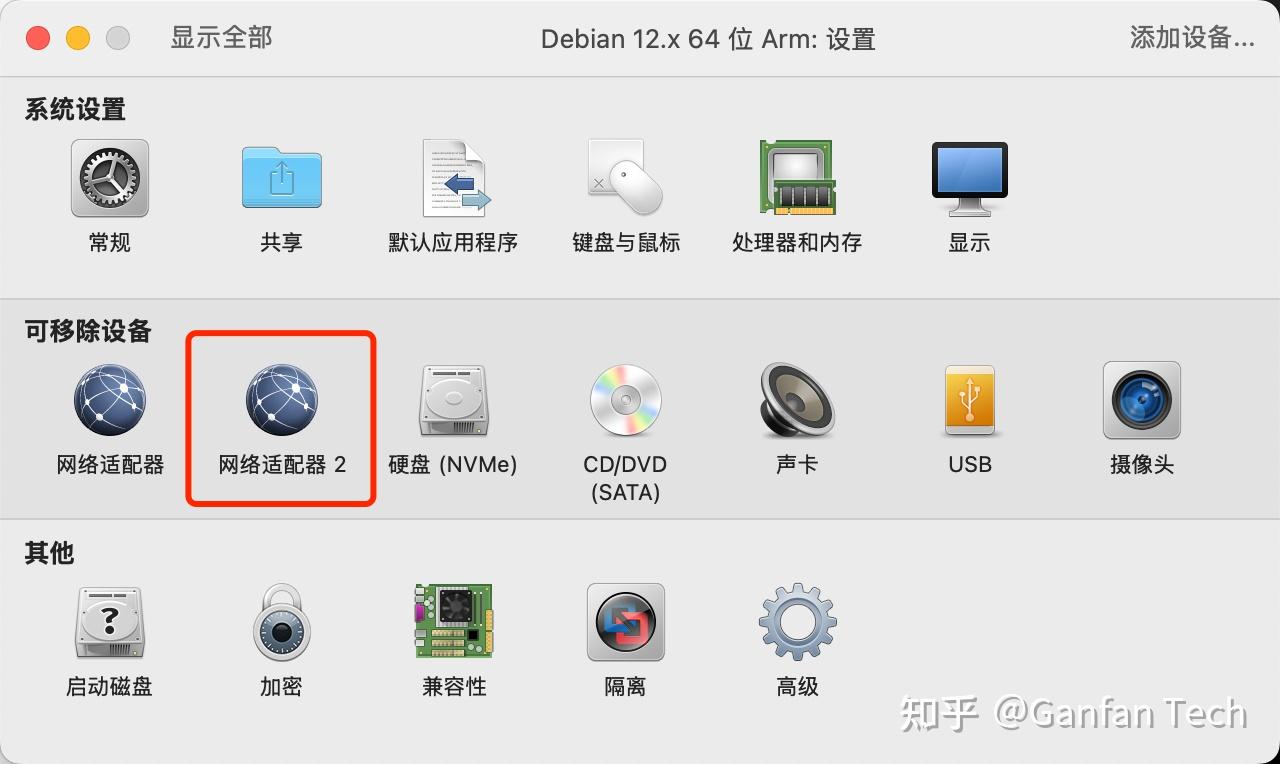 显示全部
Debian 12.x 64 位 Arm: 设置
添加设备...
系统设置
常规
共享
默认应用程序
键盘与鼠标
处理器和内存
显示
可移除设备
网络适配器
网络适配器 2
硬盘 (NVMe)
CD/DVD
(SATA)
声卡
USB
摄像头
其他
?
启动磁盘
加密
兼容性
隔离
高级
知乎 @Ganfan Tech